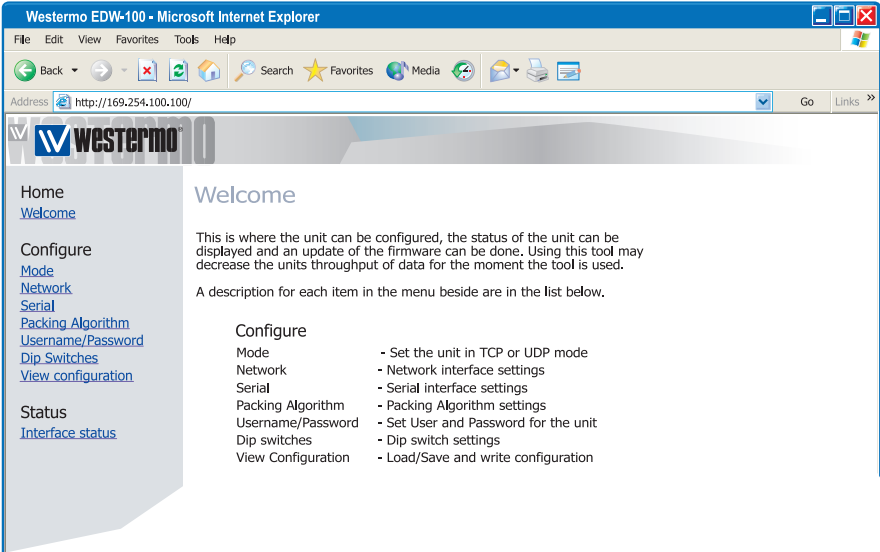 Westermo EDW-100 - Microsoft Internet Explorer
File Edit View Favorites Tools Help
Back Search Favorites Media
Address http://169.254.100.100/ Go Links »
westermo®
Home
Welcome
Configure
Mode
Network
Serial
Packing Algorithm
Username/Password
Dip Switches
View configuration
Status
Interface status
Welcome
This is where the unit can be configured, the status of the unit can be
displayed and an update of the firmware can be done. Using this tool may
decrease the units throughput of data for the moment the tool is used.
A description for each item in the menu beside are in the list below.
Configure
Mode - Set the unit in TCP or UDP mode
Network - Network interface settings
Serial - Serial interface settings
Packing Algorithm - Packing Algorithm settings
Username/Password - Set User and Password for the unit
Dip switches - Dip switch settings
View Configuration - Load/Save and write configuration